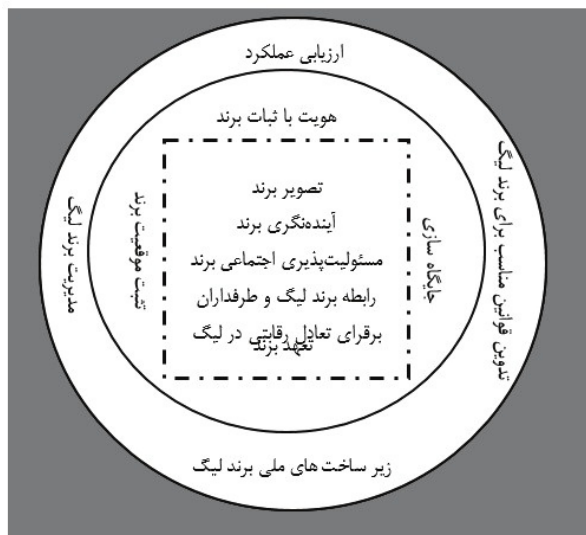 ارزیابی عملکرد
هویت با ثبات برند
تدوین قوانین مناسب برای برند لیگ
جایگاه سازی
تصویر برند
آینده‌نگری برند
مسئولیت‌پذیری اجتماعی برند
رابطه برند لیگ و طرفداران
برقرای تعادل رقابتی در لیگ
تعهد برند
تثبت موقعیت برند
مدیریت برند لیگ
زیر ساخت های ملی برند لیگ